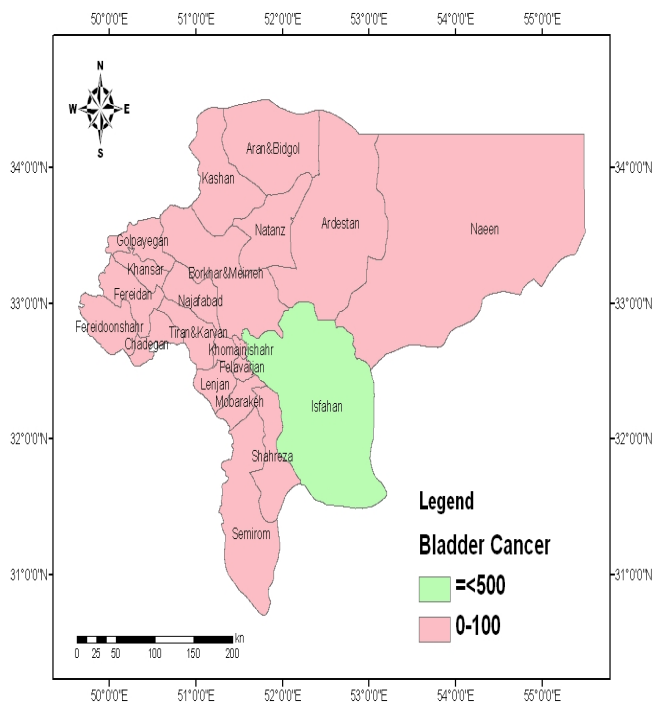 50°0'0"E 51°0'0"E 52°0'0"E 53°0'0"E 54°0'0"E 55°0'0"E
N
W E
S
34°0'0"N 34°0'0"N
Aran&Bidgol
Kashan
Natanz
Ardestan
Naeen
Golpayegan
Khansar
Borkhar&Meimeh
Fereidan
Najafabad
33°0'0"N 33°0'0"N
Fereidoonshahr
Tiran&Karvan
Chadegan
Khomainishahr
Felavarjan
Lenjan
Mobarakeh
Isfahan
32°0'0"N 32°0'0"N
Shahreza
Semirom
Legend
Bladder Cancer
=<500
0-100
31°0'0"N 31°0'0"N
km
0 25 50 100 150 200
50°0'0"E 51°0'0"E 52°0'0"E 53°0'0"E 54°0'0"E 55°0'0"E